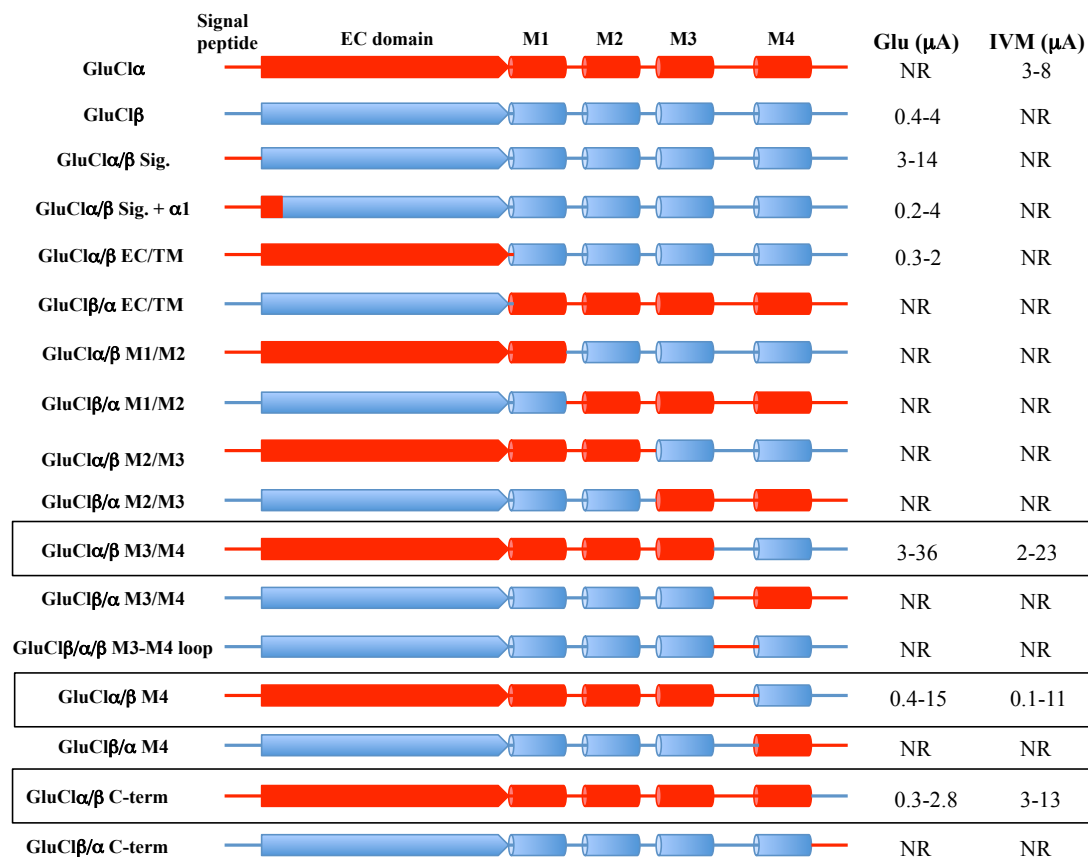 Signal peptide EC domain M1 M2 M3 M4 Glu (µA) IVM (µA)
GluClα NR 3-8
GluClβ 0.4-4 NR
GluClα/β Sig. 3-14 NR
GluClα/β Sig. + α1 0.2-4 NR
GluClα/β EC/TM 0.3-2 NR
GluClβ/α EC/TM NR NR
GluClα/β M1/M2 NR NR
GluClβ/α M1/M2 NR NR
GluClα/β M2/M3 NR NR
GluClβ/α M2/M3 NR NR
GluClα/β M3/M4 3-36 2-23
GluClβ/α M3/M4 NR NR
GluClβ/α/β M3-M4 loop NR NR
GluClα/β M4 0.4-15 0.1-11
GluClβ/α M4 NR NR
GluClα/β C-term 0.3-2.8 3-13
GluClβ/α C-term NR NR